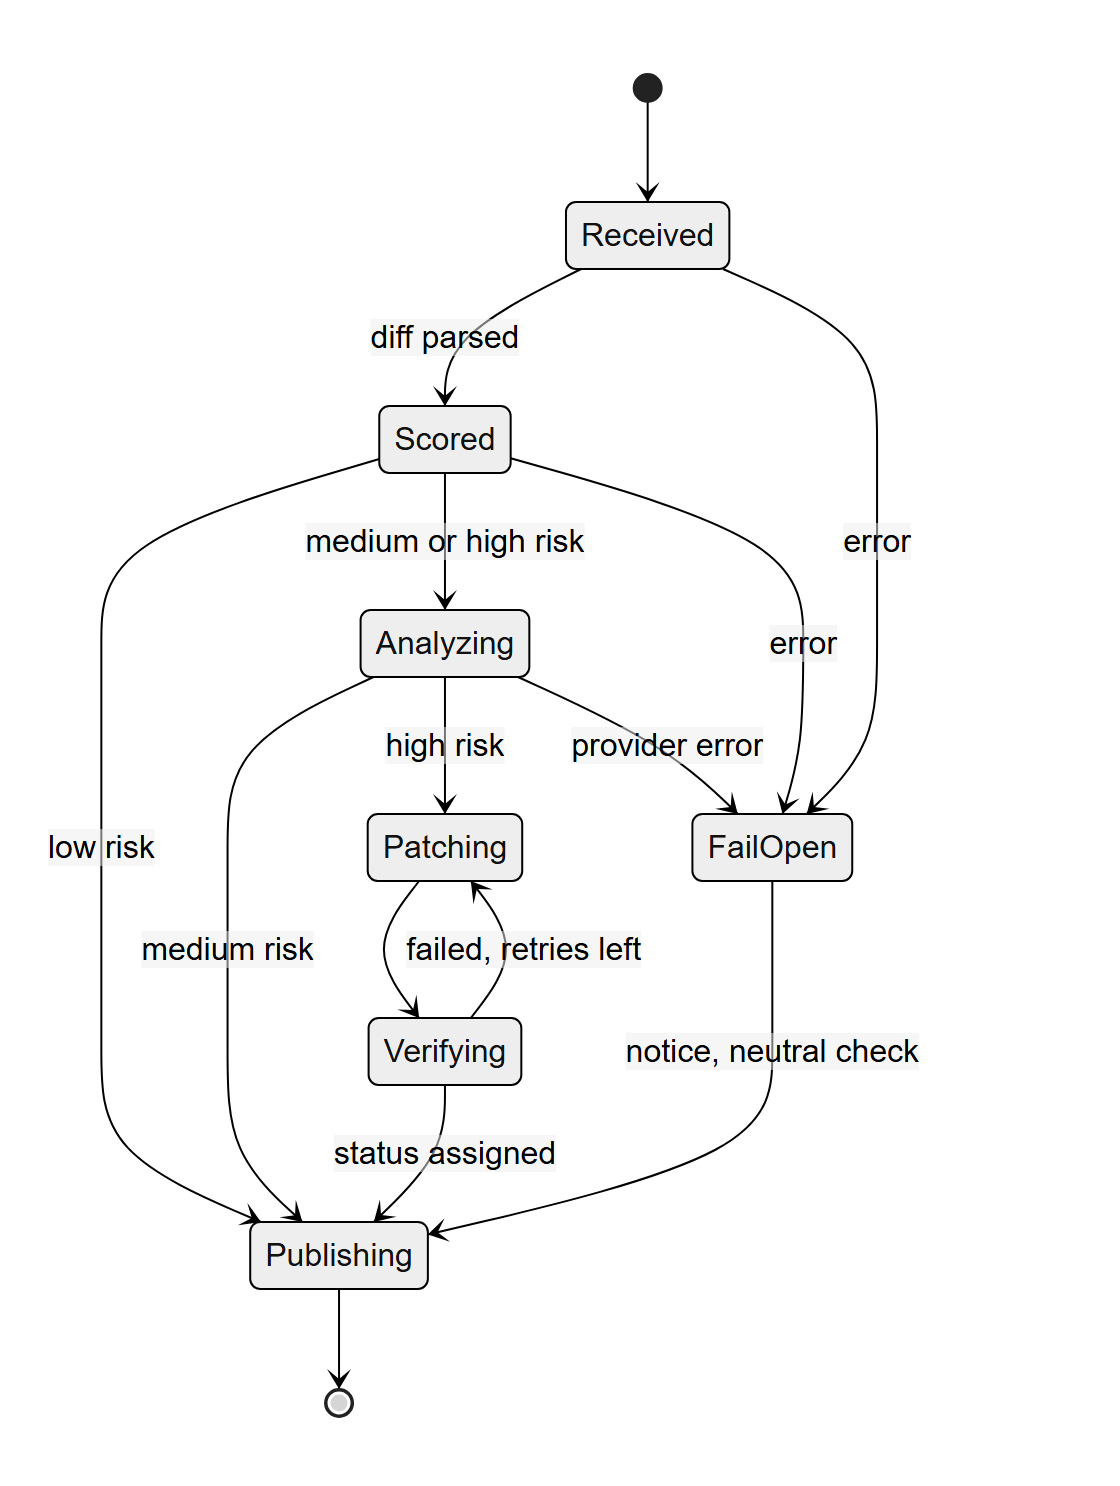 Received
diff parsed
Scored
medium or high risk
error
error
Analyzing
high risk
provider error
low risk
Patching
FailOpen
medium risk
failed, retries left
Verifying
notice, neutral check
status assigned
Publishing